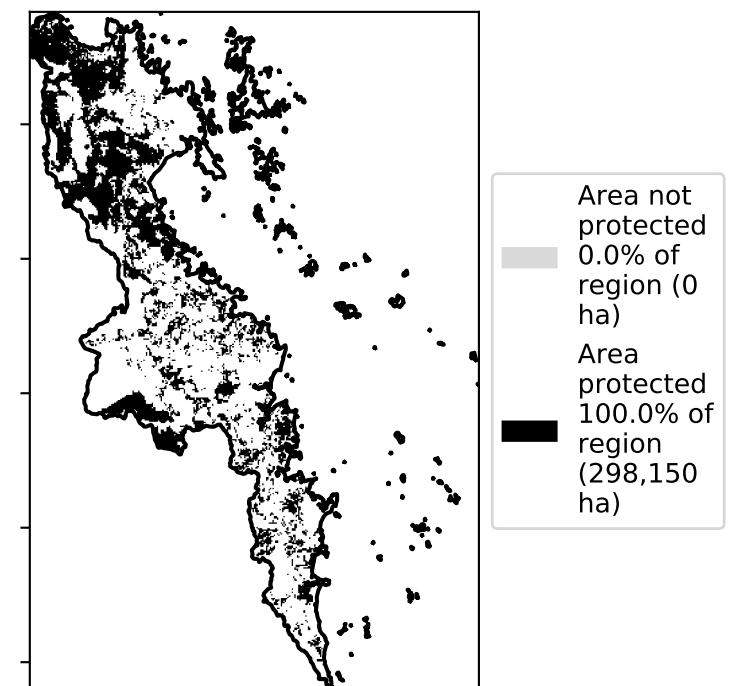 Area not
protected
0.0% of
region (0
ha)
Area
protected
100.0% of
region
(298,150
ha)